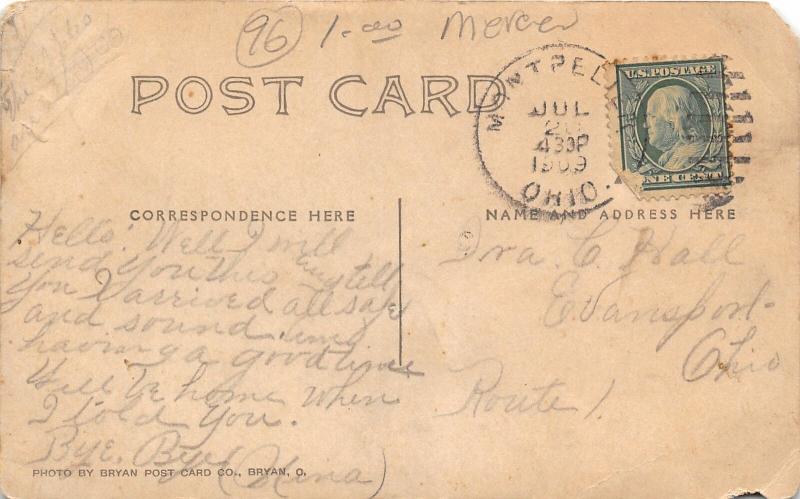 96 1.00 Mercer
POST CARD
MONTPELIER
JUL
430P
1909
OHIO.
U.S. POSTAGE
ONE CENT
CORRESPONDENCE HERE
NAME AND ADDRESS HERE
Hello! Well I will
send you this and tell
you I arrived all safe
and sound. am
having a good time
Will be home when
I told You.
Bye. Bye
(Nina)
Ira C. Hall
Evansport-
Ohio
Route 1.
PHOTO BY BRYAN POST CARD CO., BRYAN, O.